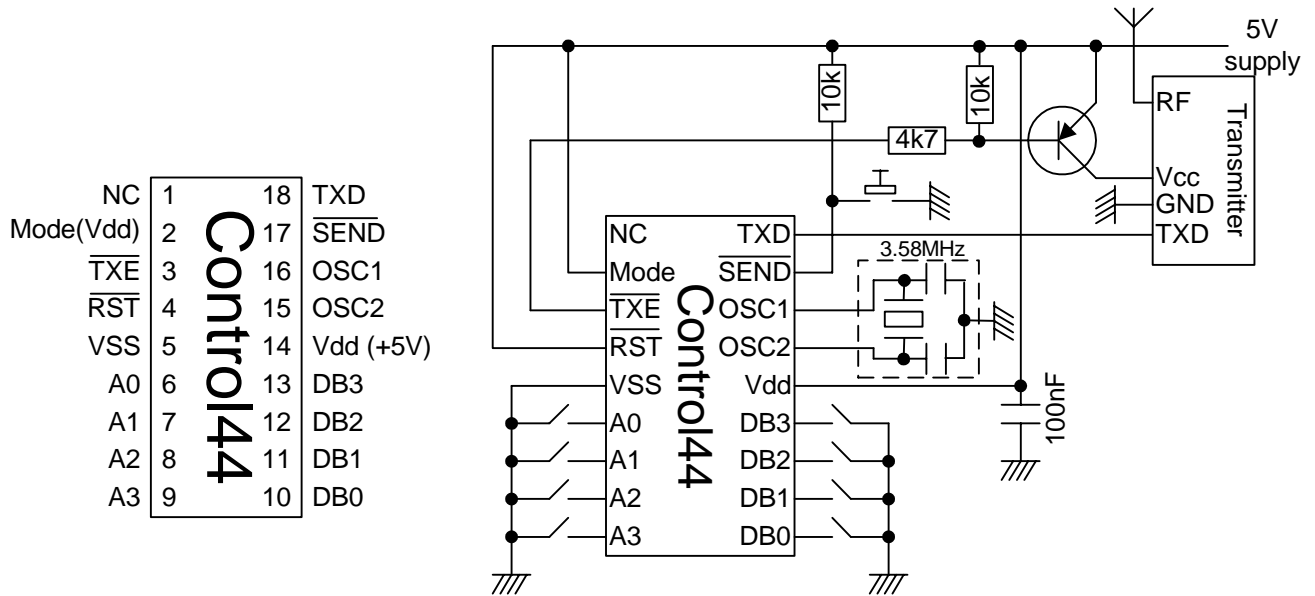 NC 1 18 TXD
Mode(Vdd) 2 17 SEND
TXE 3 16 OSC1
RST 4 15 OSC2
VSS 5 14 Vdd (+5V)
A0 6 13 DB3
A1 7 12 DB2
A2 8 11 DB1
A3 9 10 DB0
Control44
5V
supply
10k
10k
4k7
RF
Vcc
GND
TXD
Transmitter
3.58MHz
NC TXD
Mode SEND
TXE OSC1
RST OSC2
VSS Vdd
A0 DB3
A1 DB2
A2 DB1
A3 DB0
Control44
100nF